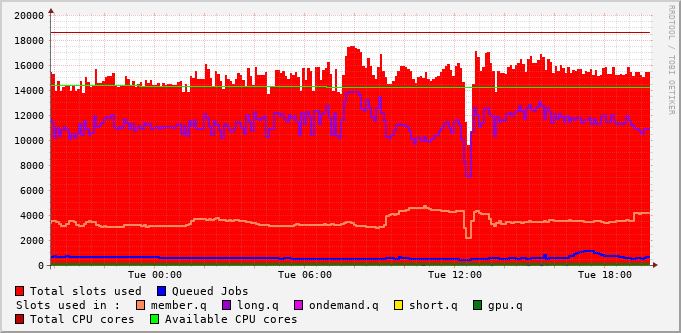 20000
18000
16000
14000
12000
10000
8000
6000
4000
2000
0
Tue 00:00 Tue 06:00 Tue 12:00 Tue 18:00
RRDTOOL / TOBI OETIKER
Total slots used Queued Jobs
Slots used in : member.q long.q ondemand.q short.q gpu.q
Total CPU cores Available CPU cores